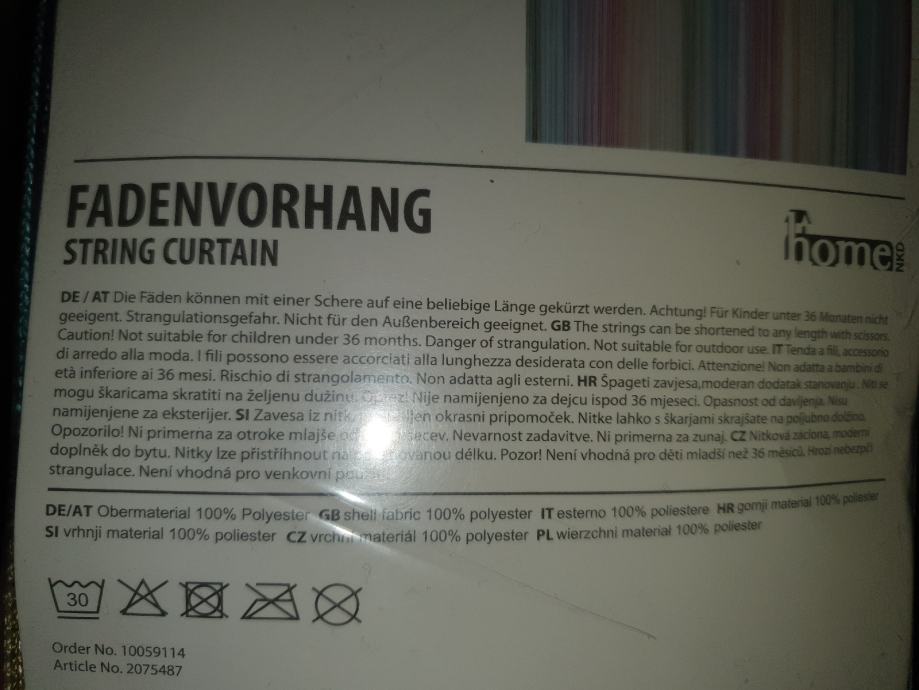 FADENVORHANG
STRING CURTAIN
home NKD
DE / AT Die Fäden können mit einer Schere auf eine beliebige Länge gekürzt werden. Achtung! Für Kinder unter 36 Monaten nicht
geeigent. Strangulationsgefahr. Nicht für den Außenbereich geeignet. GB The strings can be shortened to any length with scissors.
Caution! Not suitable for children under 36 months. Danger of strangulation. Not suitable for outdoor use. IT Tenda a fili, accessorio
di arredo alla moda. I fili possono essere accorciati alla lunghezza desiderata con delle forbici. Attenzione! Non adatta a bambini di
età inferiore ai 36 mesi. Rischio di strangolamento. Non adatta agli esterni. HR Špageti zavjesa,moderan dodatak stanovanju. Niti se
mogu škaricama skratiti na željenu dužinu. Oprez! Nije namijenjeno za dejcu ispod 36 mjeseci. Opasnost od davljenja. Nisu
namijenjene za eksterijer. SI Zavesa iz okrasni pripomoček. Nitke lahko s škarjami skrajšate na poljubno dolžino.
Opozorilo! Ni primerna za otroke mlajše Nevarnost zadavitve. Ni primerna za zunaj. CZ Nitková záclona, moderní
doplněk do bytu. Nitky lze přistřihnout délku. Pozor! Není vhodná pro děti mladší než 36 měsíců. Hrozí nebezpečí
strangulace. Není vhodná pro venkovní
DE/AT Obermaterial 100% Polyester GB shell fabric 100% polyester IT esterno 100% poliestere HR gornji material 100% poliester
SI vrhnji material 100% poliester CZ vrchní materiál 100% polyester PL wierzchni materiał 100% poliester
30
Order No. 10059114
Article No. 2075487